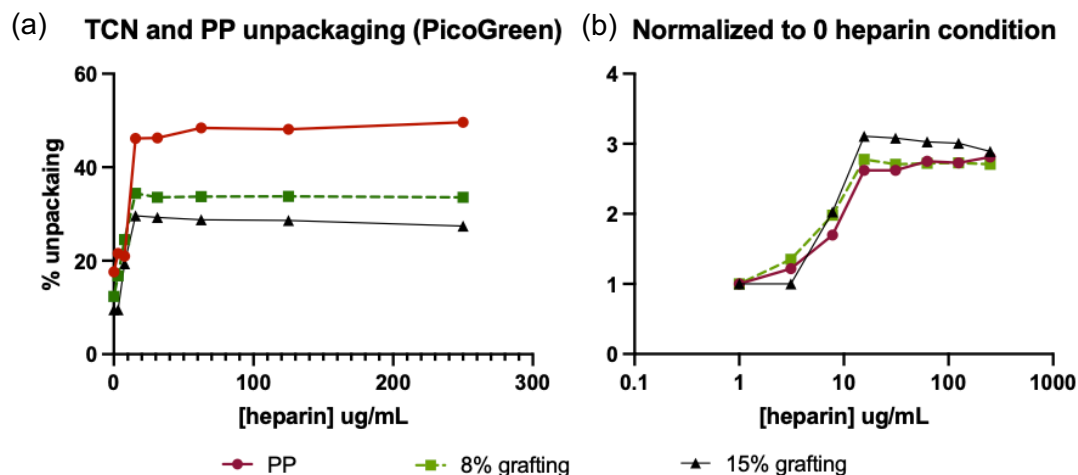 (a) TCN and PP unpackaging (PicoGreen)
60
40
20
0
% unpackaing
0 100 200 300
[heparin] ug/mL
(b) Normalized to 0 heparin condition
4
3
2
1
0
0.1 1 10 100 1000
[heparin] ug/mL
PP 8% grafting 15% grafting